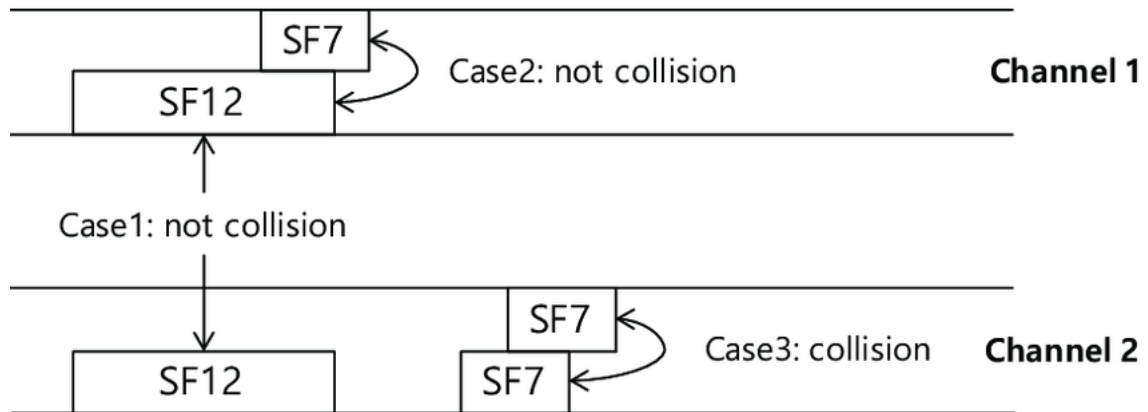 SF7
Case2: not collision
Channel 1
SF12
Case1: not collision
SF7
Case3: collision
Channel 2
SF12
SF7